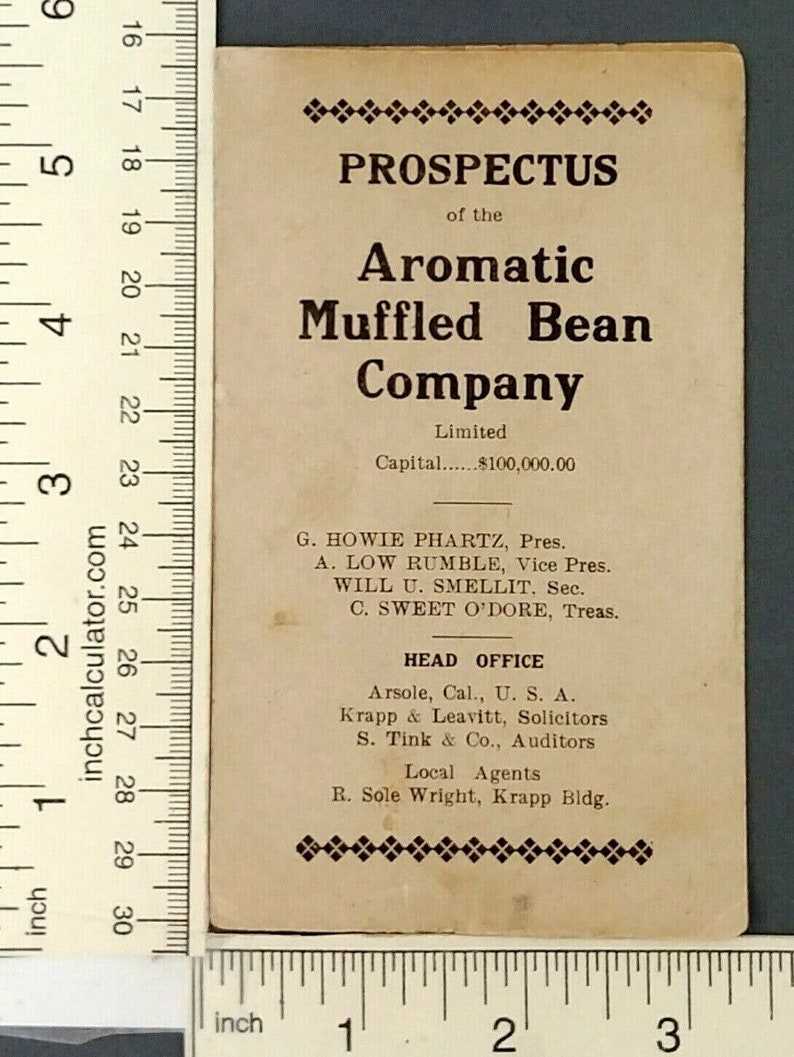 PROSPECTUS
of the
Aromatic
Muffled Bean
Company
Limited
Capital......$100,000.00
G. HOWIE PHARTZ, Pres.
A. LOW RUMBLE, Vice Pres.
WILL U. SMELLIT, Sec.
C. SWEET O'DORE, Treas.
HEAD OFFICE
Arsole, Cal., U. S. A.
Krapp & Leavitt, Solicitors
S. Tink & Co., Auditors
Local Agents
R. Sole Wright, Krapp Bldg.
6
5
4
3
2
1
inch
16
17
18
19
20
21
22
23
24
25
26
27
28
29
30
inchcalculator.com
inch
1
2
3